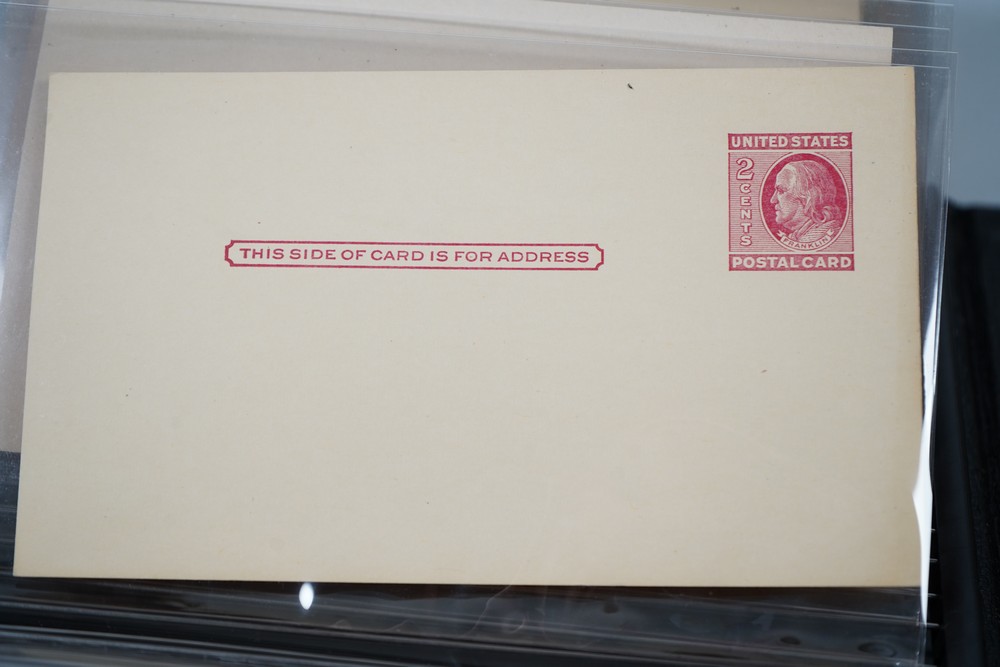 UNITED STATES
2 CENTS
FRANKLIN
POSTAL CARD
THIS SIDE OF CARD IS FOR ADDRESS